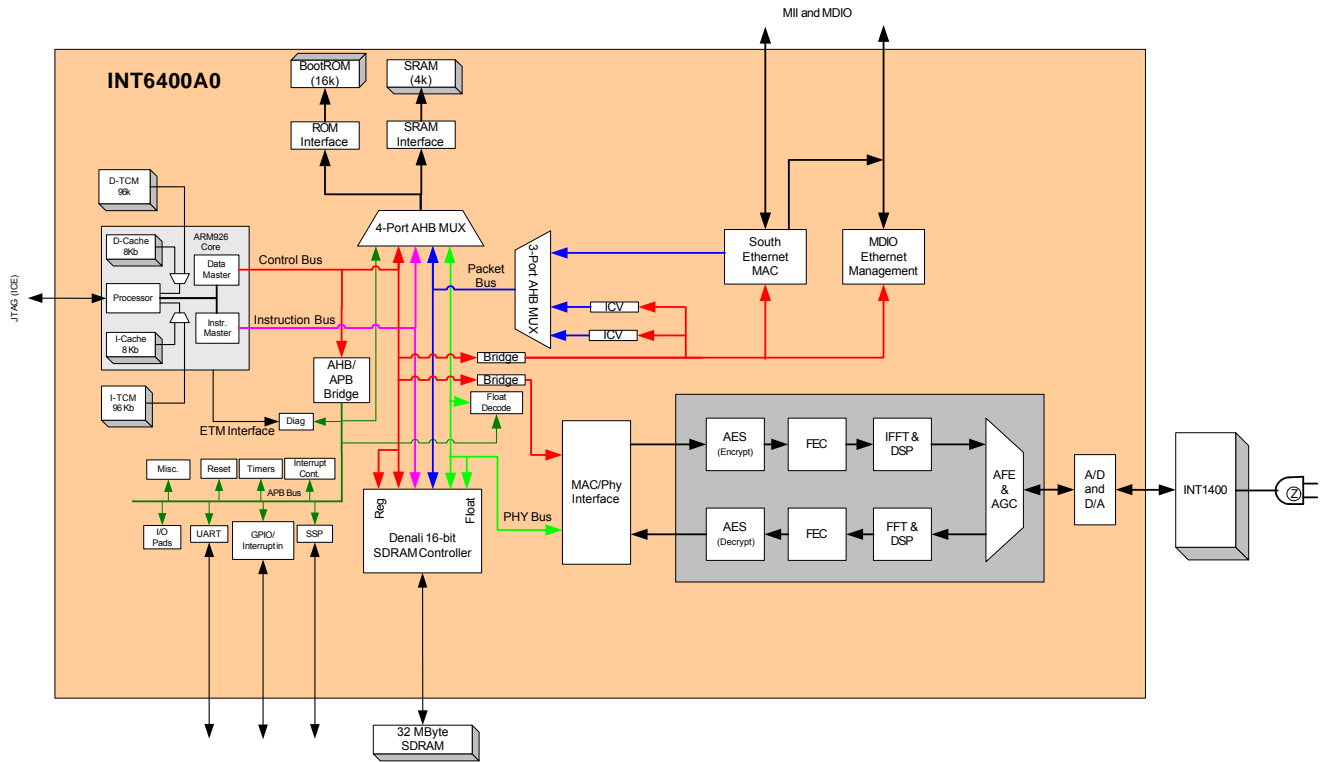 MII and MDIO
INT6400A0
BootROM
(16k)
SRAM
(4k)
ROM
Interface
SRAM
Interface
D-TCM
96k
4-Port AHB MUX
ARM926
Core
D-Cache
8Kb
Data
Master
Processor
Instr.
Master
I-Cache
8 Kb
I-TCM
96 Kb
JTAG (ICE)
Control Bus
Instruction Bus
Packet
Bus
3-Port AHB MUX
South
Ethernet
MAC
MDIO
Ethernet
Management
ICV
ICV
Bridge
Bridge
AHB/
APB
Bridge
Float
Decode
ETM Interface
Diag
Misc.
Reset
Timers
Interrupt
Cont.
APB Bus
I/O
Pads
UART
GPIO/
Interrupt in
SSP
Reg
Float
Denali 16-bit
SDRAM Controller
PHY Bus
MAC/Phy
Interface
AES
(Encrypt)
FEC
IFFT &
DSP
AES
(Decrypt)
FEC
FFT &
DSP
AFE
&
AGC
A/D
and
D/A
INT1400
Z
32 MByte
SDRAM